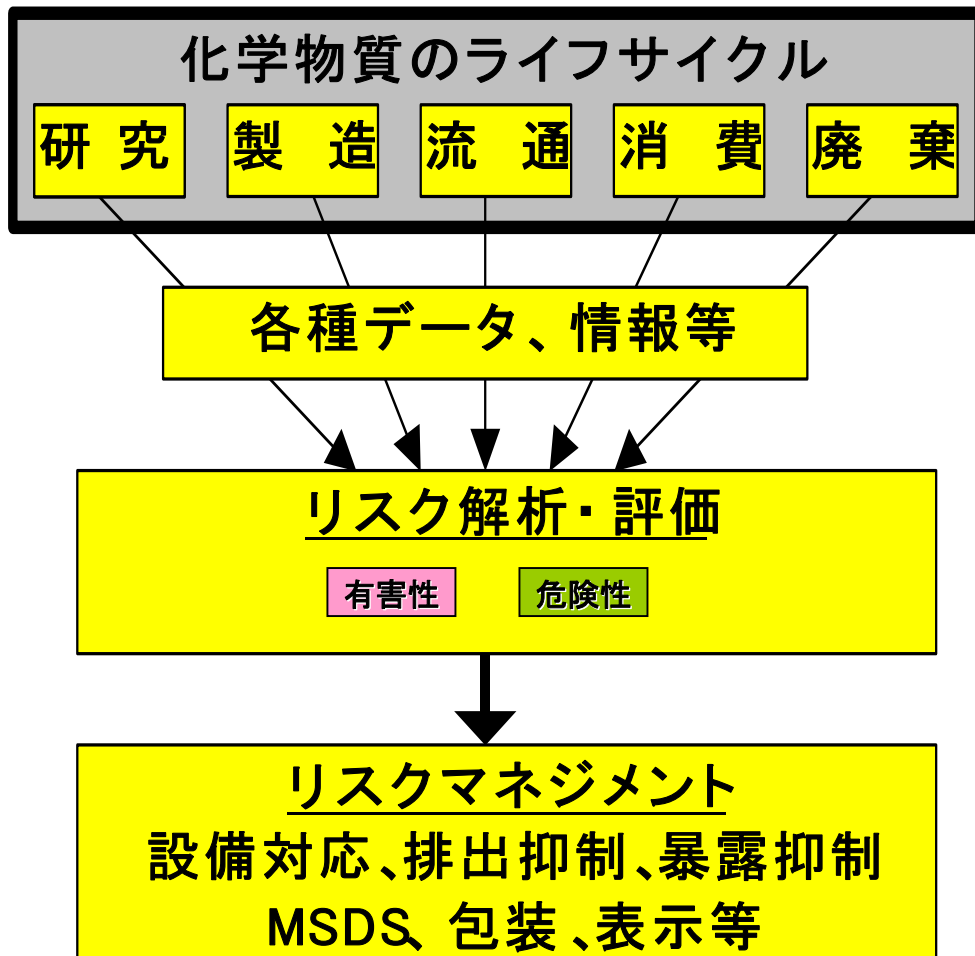 化学物質のライフサイクル
研究 製造 流通 消費 廃棄
各種データ、情報等
リスク解析・評価
有害性 危険性
リスクマネジメント
設備対応、排出抑制、暴露抑制
MSDS、包装、表示等